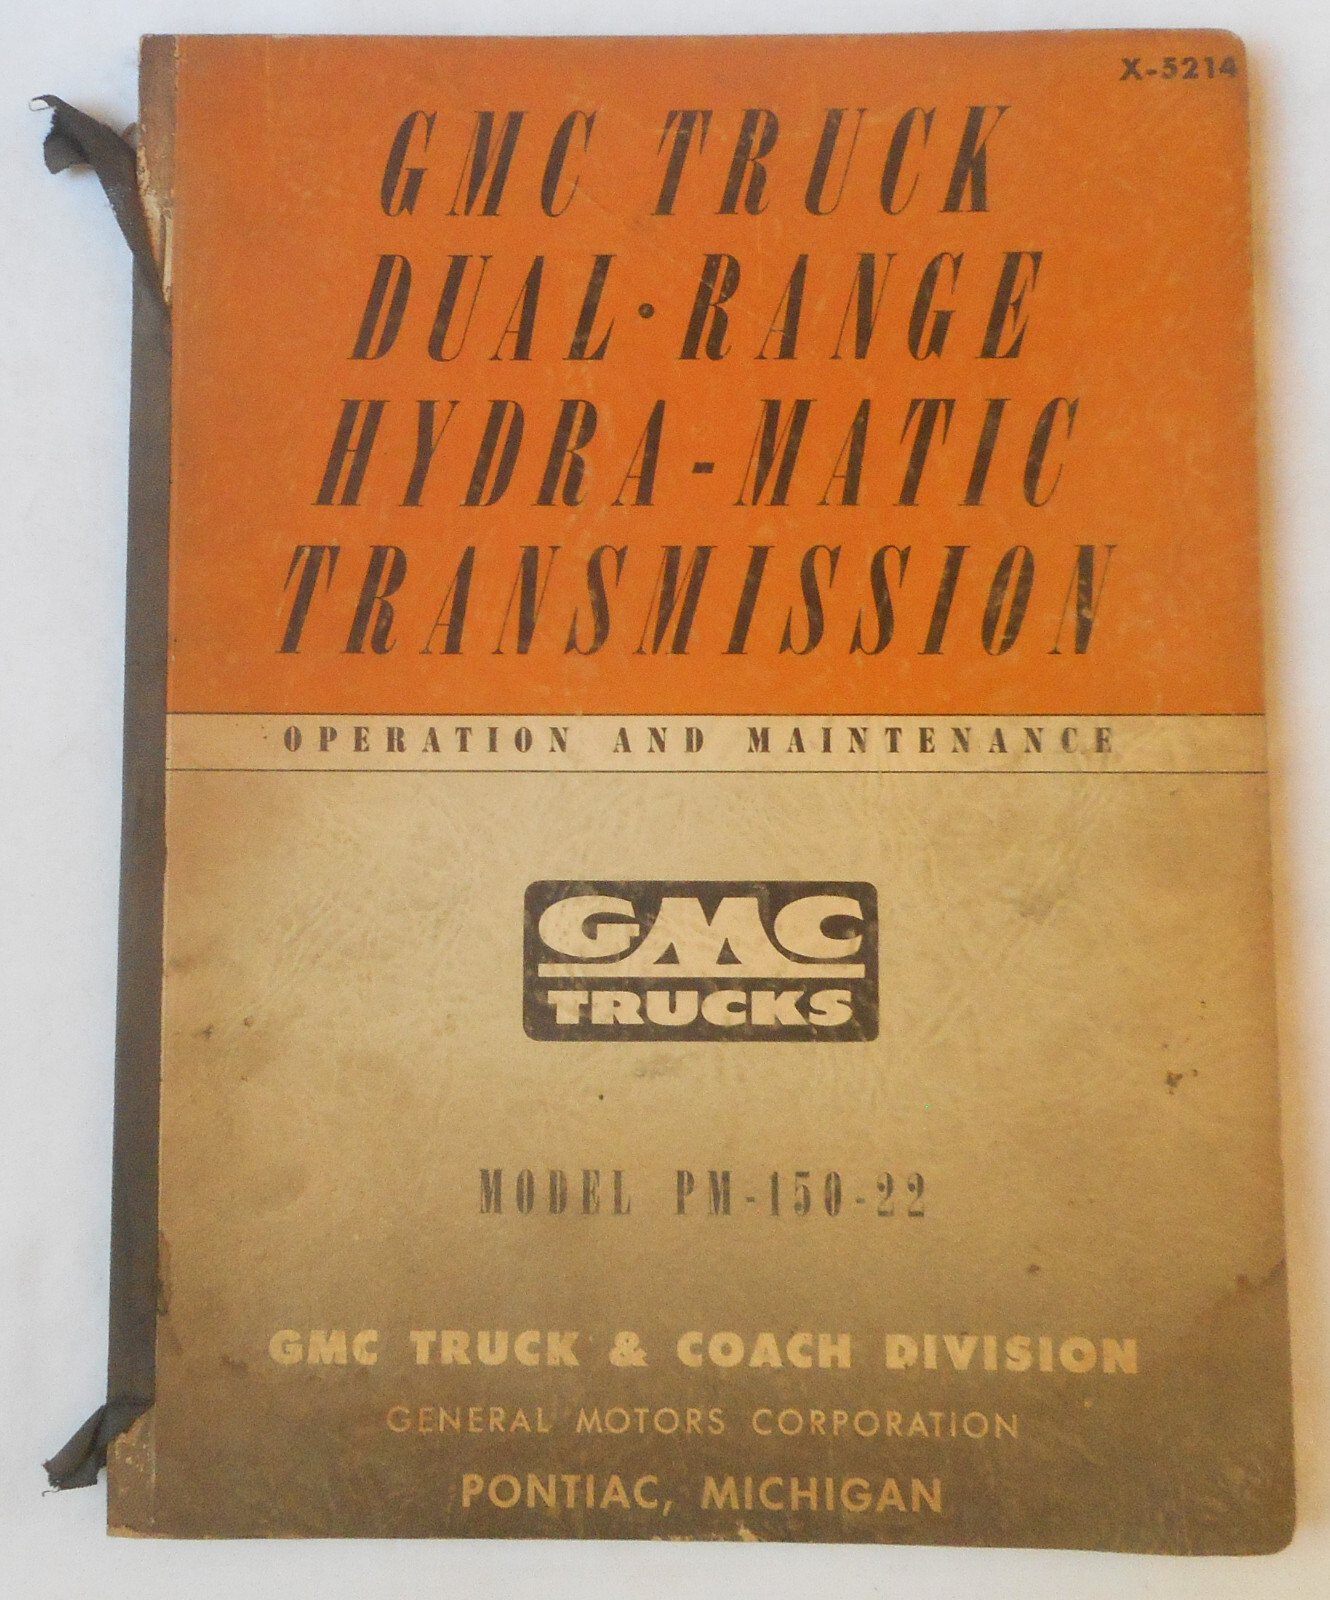 X-5214
GMC TRUCK
DUAL·RANGE
HYDRA-MATIC
TRANSMISSION
OPERATION AND MAINTENANCE
GMC
TRUCKS
MODEL PM-150-22
GMC TRUCK & COACH DIVISION
GENERAL MOTORS CORPORATION
PONTIAC, MICHIGAN